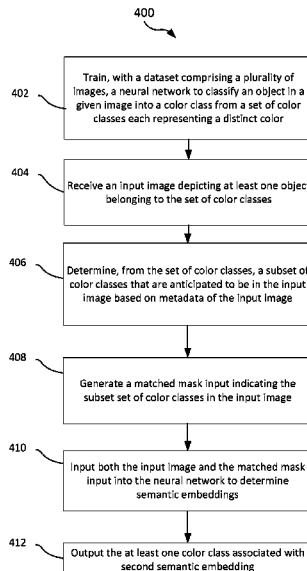 400
402
Train, with a dataset comprising a plurality of
images, a neural network to classify an object in a
given image into a color class from a set of color
classes each representing a distinct color
404
Receive an input image depicting at least one object
belonging to the set of color classes
406
Determine, from the set of color classes, a subset of
color classes that are anticipated to be in the input
image based on metadata of the input image
408
Generate a matched mask input indicating the
subset set of color classes in the input image
410
Input both the input image and the matched mask
input into the neural network to determine
semantic embeddings
412
Output the at least one color class associated with
second semantic embedding